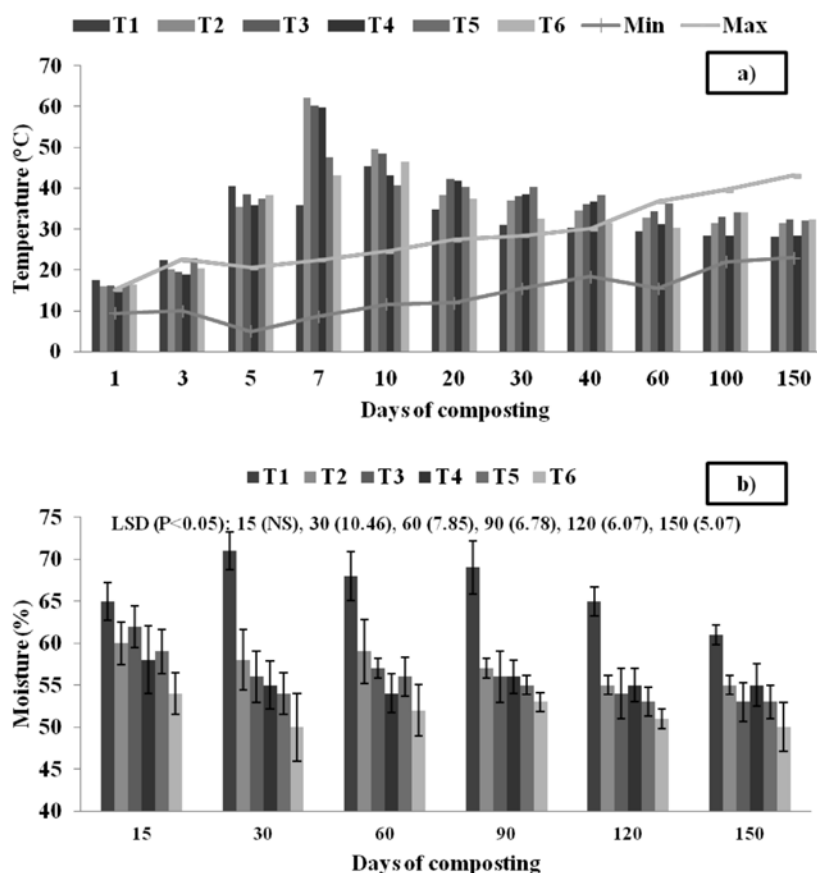 T1 T2 T3 T4 T5 T6 Min Max
a)
70
60
50
40
30
20
10
0
Temperature (°C)
1 3 5 7 10 20 30 40 60 100 150
Days of composting
T1 T2 T3 T4 T5 T6
b)
LSD (P<0.05): 15 (NS), 30 (10.46), 60 (7.85), 90 (6.78), 120 (6.07), 150 (5.07)
75
70
65
60
55
50
45
40
Moisture (%)
15 30 60 90 120 150
Days of composting